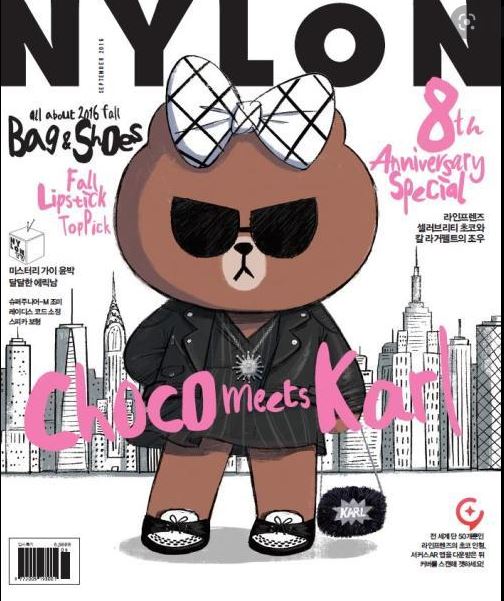 NYLON
SEPTEMBER 2016
all about 2016 fall
Bag & Shoes
Fall
Lipstick
Top Pick
8th
Anniversary
Special
라인프렌즈
셀러브리티 초코와
칼 라거펠트의 조우
NY
LON
미스터리 가이 윤박
달달한 에릭남
슈퍼주니어-M 조미
레이디스 코드 소정
스피카 보형
Choco meets Karl
KARL
전 세계 단 50개뿐인
라인프렌즈의 초코 인형,
서커스AR 앱을 다운받은 뒤
커버를 스캔해 겟하세요!